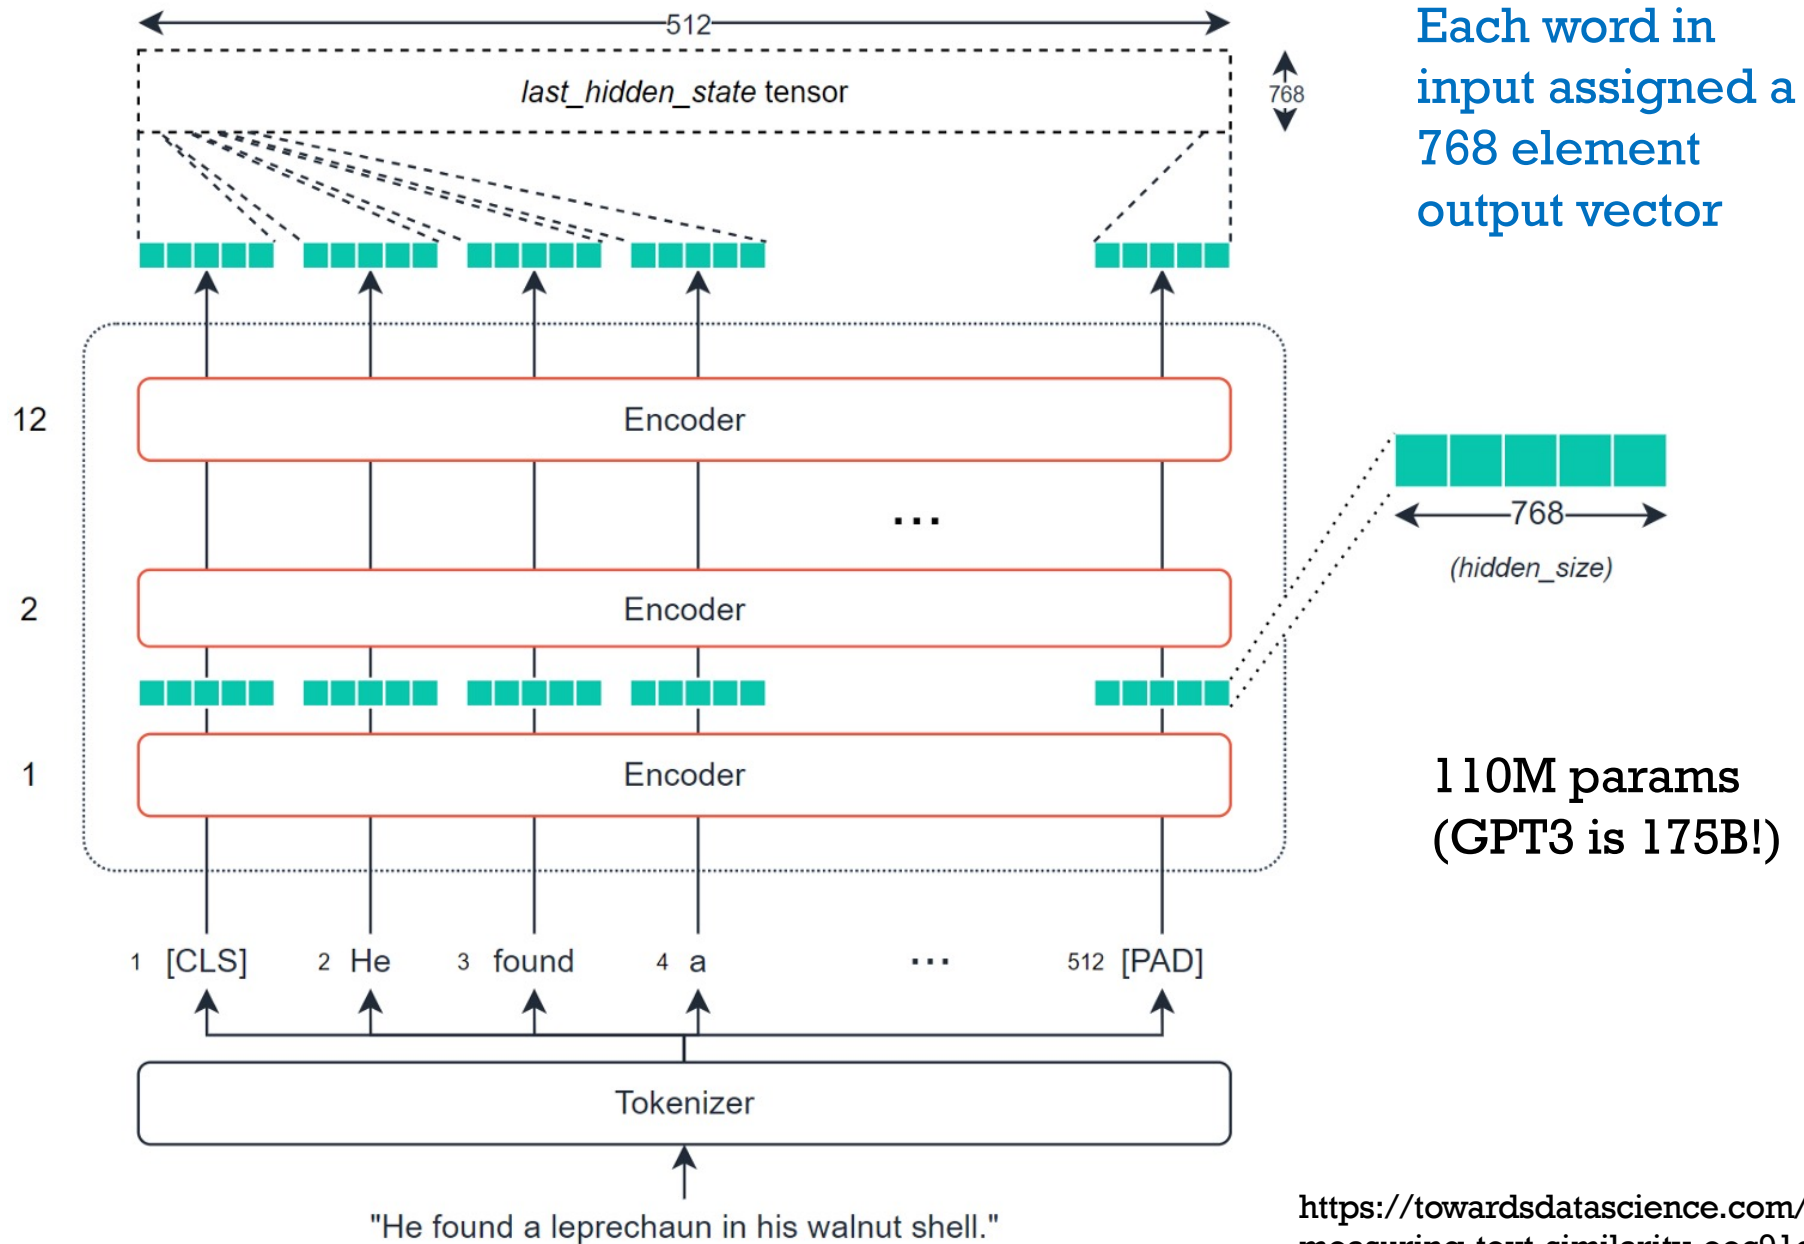 512
last_hidden_state tensor
768
Each word in
input assigned a
768 element
output vector
12
Encoder
...
2
Encoder
768
(hidden_size)
1
Encoder
110M params
(GPT3 is 175B!)
1 [CLS] 2 He 3 found 4 a ... 512 [PAD]
Tokenizer
"He found a leprechaun in his walnut shell."
https://towardsdatascience.com/